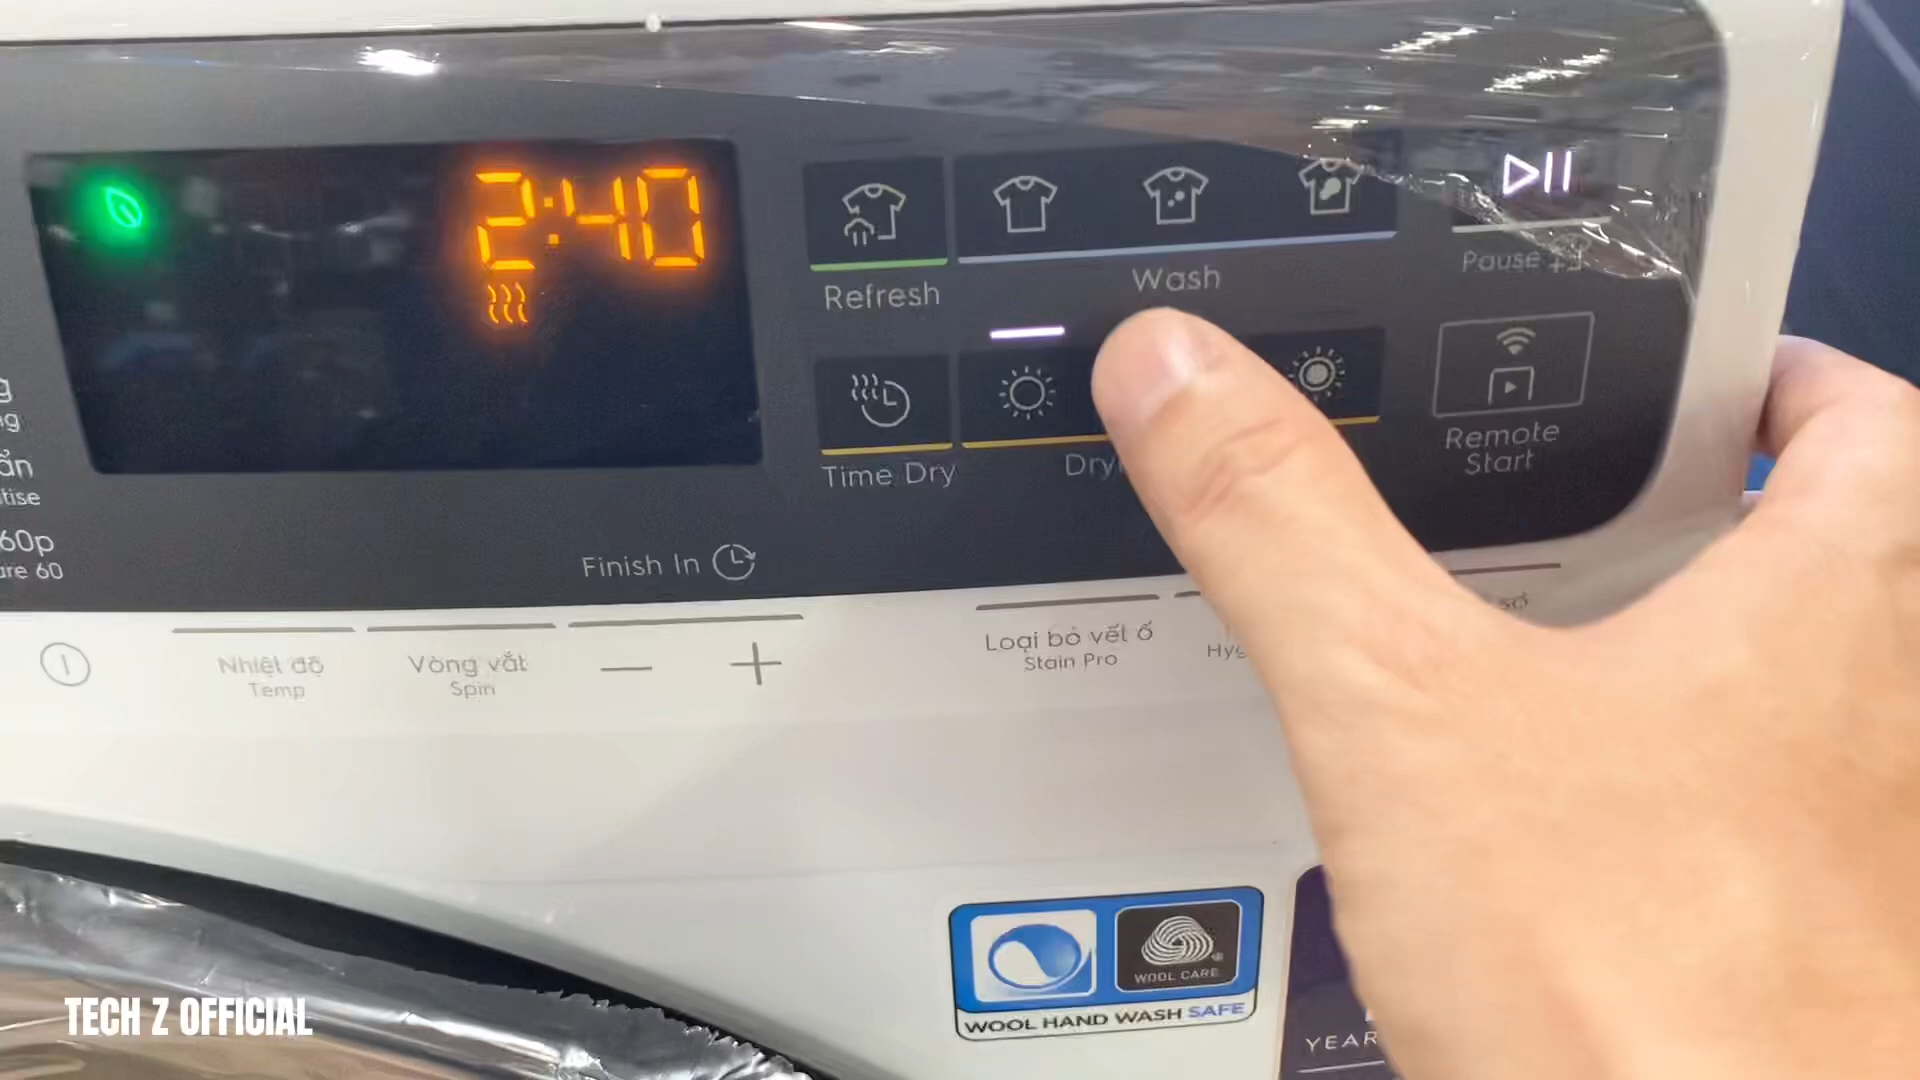 2:40
Refresh
Wash
Pause
Time Dry
Remote
Start
Finish In
60p
Nhiệt độ
Temp
Vòng vắt
Spin
Loại bỏ vết ố
Stain Pro
WOOL CARE
WOOL HAND WASH SAFE
TECH Z OFFICIAL